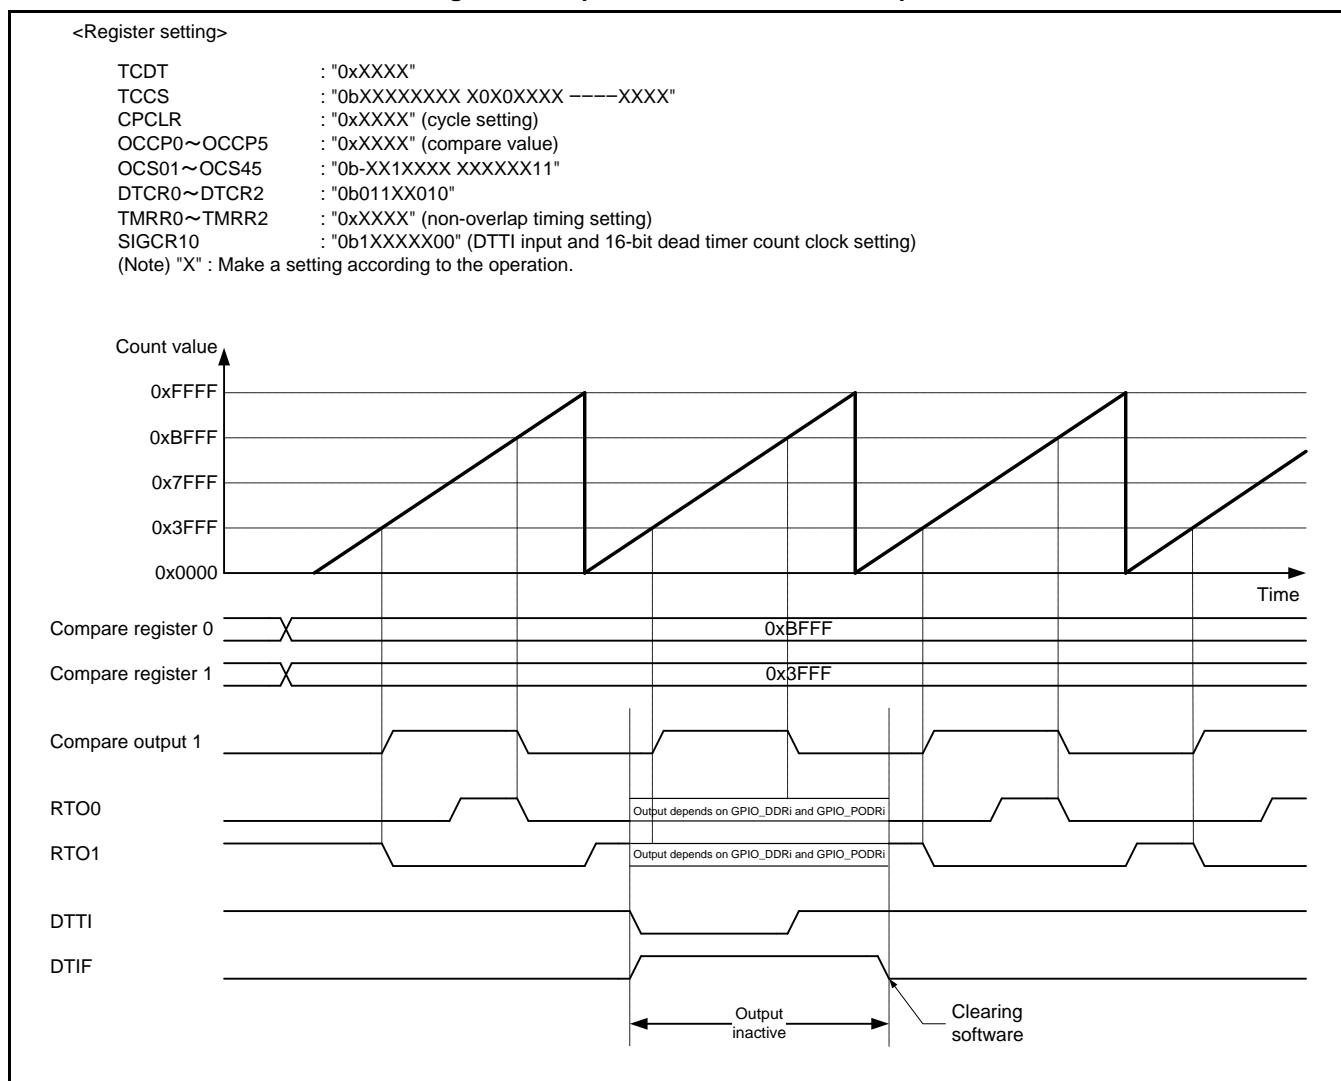 <Register setting>
TCDT : "0xXXXX"
TCCS : "0bXXXXXXXX X0X0XXXX −−−−XXXX"
CPCLR : "0xXXXX" (cycle setting)
OCCP0～OCCP5 : "0xXXXX" (compare value)
OCS01～OCS45 : "0b-XX1XXXX XXXXXX11"
DTCR0～DTCR2 : "0b011XX010"
TMRR0～TMRR2 : "0xXXXX" (non-overlap timing setting)
SIGCR10 : "0b1XXXXX00" (DTTI input and 16-bit dead timer count clock setting)
(Note) "X" : Make a setting according to the operation.
Count value
0xFFFF
0xBFFF
0x7FFF
0x3FFF
0x0000
Time
Compare register 0 0xBFFF
Compare register 1 0x3FFF
Compare output 1
RTO0 Output depends on GPIO_DDRi and GPIO_PODRi
RTO1 Output depends on GPIO_DDRi and GPIO_PODRi
DTTI
DTIF
Output
inactive
Clearing
software